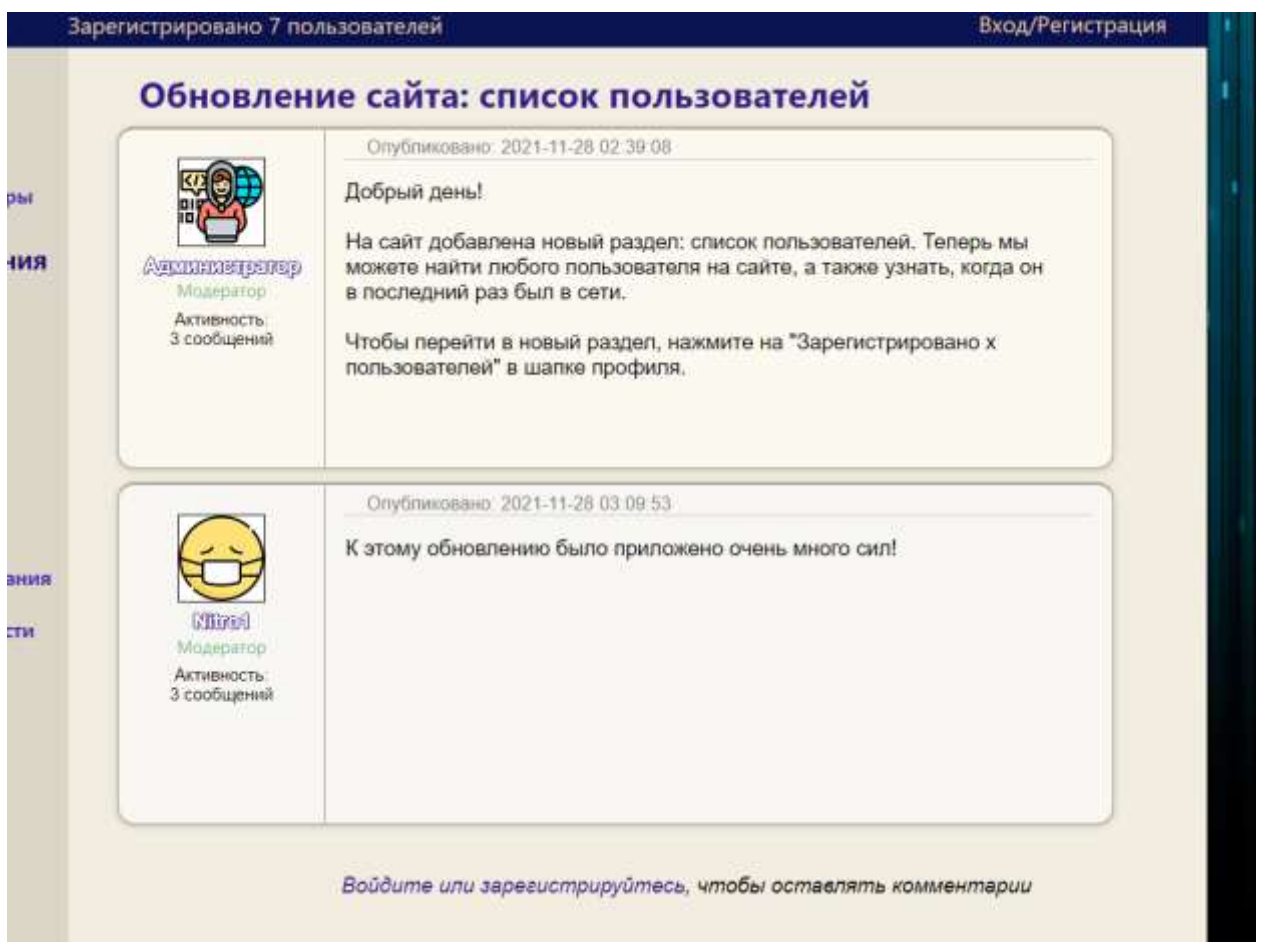 Зарегистрировано 7 пользователей
Вход/Регистрация
Обновление сайта: список пользователей
Опубликовано: 2021-11-28 02:39:08
Администратор
Модератор
Активность:
3 сообщений
Добрый день!
На сайт добавлена новый раздел: список пользователей. Теперь мы
можете найти любого пользователя на сайте, а также узнать, когда он
в последний раз был в сети.
Чтобы перейти в новый раздел, нажмите на "Зарегистрировано х
пользователей" в шапке профиля.
Опубликовано: 2021-11-28 03:09:53
Nitro1
Модератор
Активность:
3 сообщений
К этому обновлению было приложено очень много сил!
Войдите или зарегистрируйтесь, чтобы оставлять комментарии